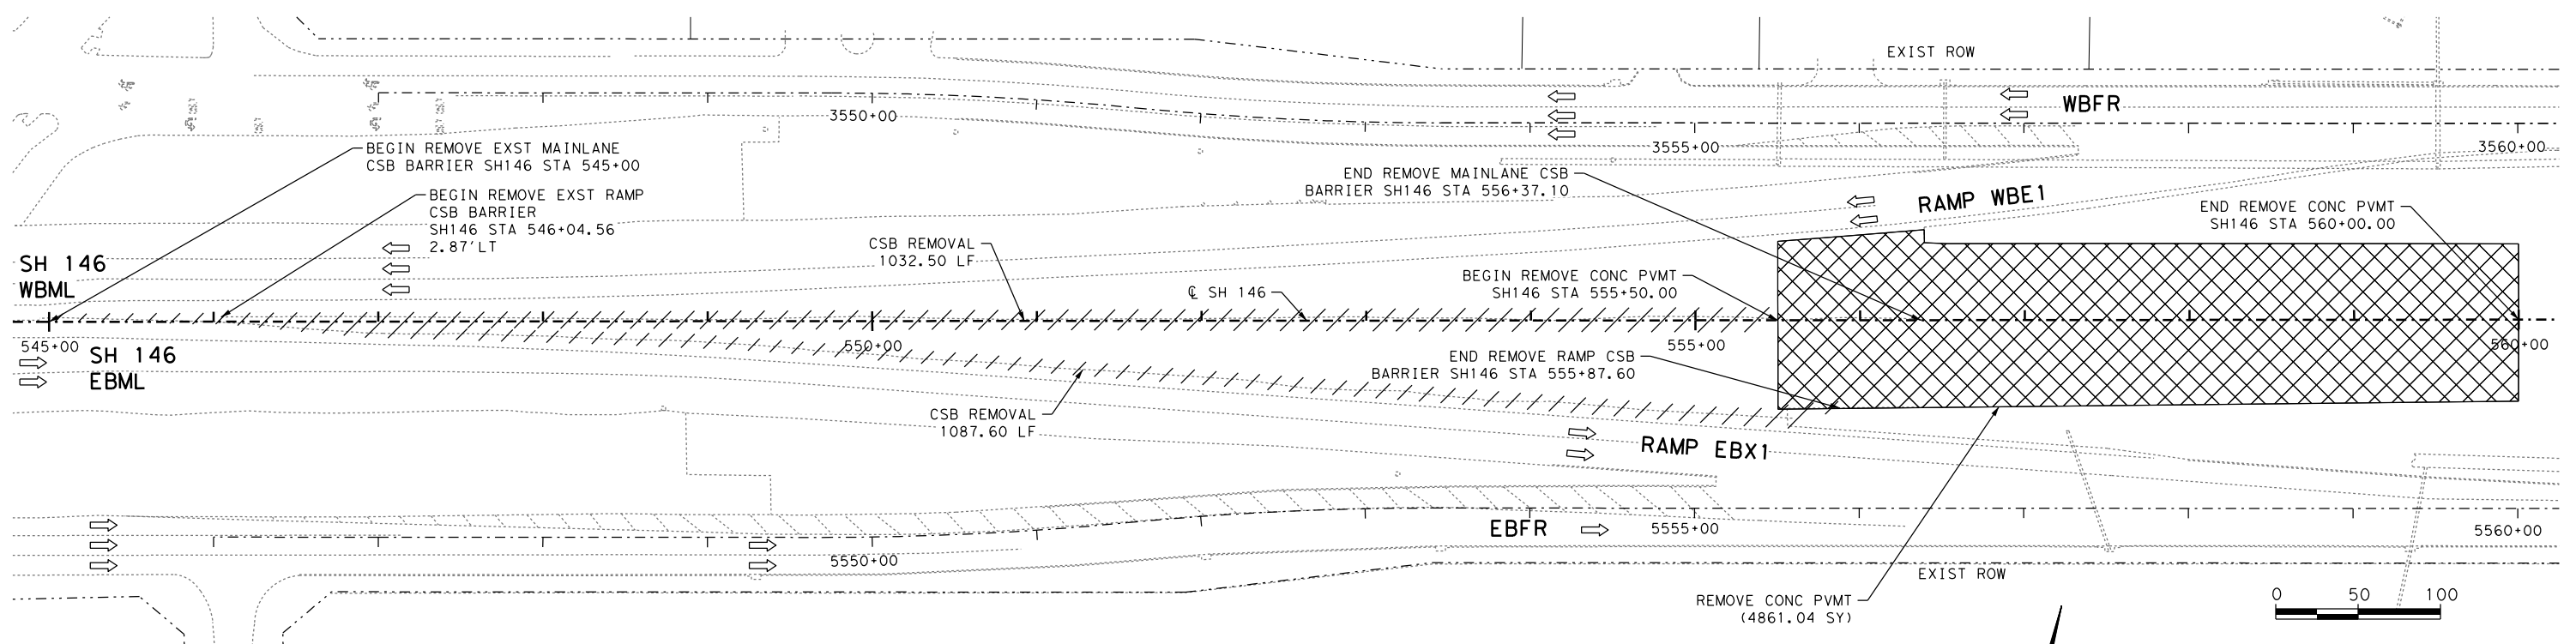 EXIST ROW
WBFR
3550+00
3555+00
3560+00
BEGIN REMOVE EXST MAINLANE
CSB BARRIER SH146 STA 545+00
END REMOVE MAINLANE CSB
BARRIER SH146 STA 556+37.10
BEGIN REMOVE EXST RAMP
CSB BARRIER
SH146 STA 546+04.56
2.87'LT
RAMP WBE1
END REMOVE CONC PVMT
SH146 STA 560+00.00
CSB REMOVAL
1032.50 LF
SH 146
WBML
BEGIN REMOVE CONC PVMT
SH146 STA 555+50.00
℄ SH 146
545+00
550+00
555+00
560+00
SH 146
EBML
END REMOVE RAMP CSB
BARRIER SH146 STA 555+87.60
CSB REMOVAL
1087.60 LF
RAMP EBX1
EBFR
5550+00
5555+00
5560+00
EXIST ROW
REMOVE CONC PVMT
(4861.04 SY)
0 50 100